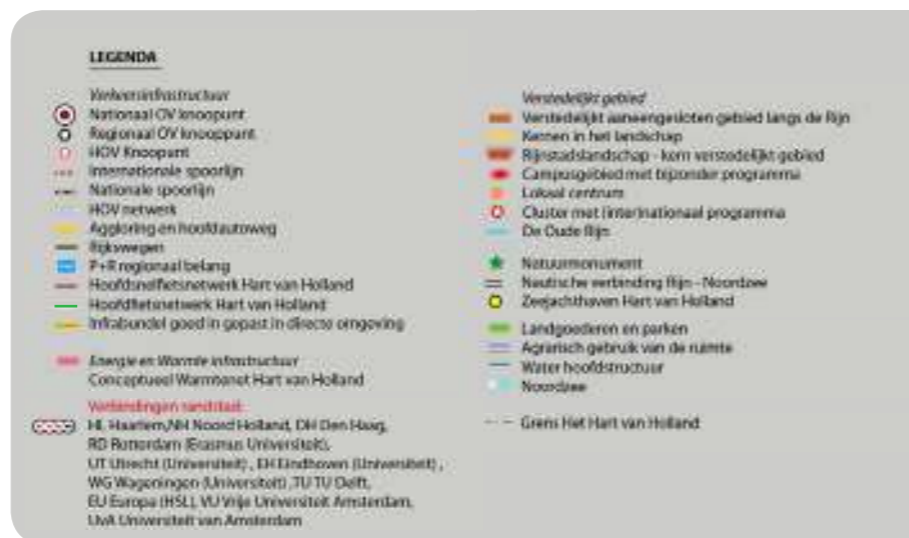 LEGENDA
Verkeersinfrastructuur
Nationaal OV knooppunt
Regionaal OV knooppunt
HOV Knoopunt
Internationale spoorlijn
Nationale spoorlijn
HOV netwerk
Aggloring en hoofdautoweg
Rijkswegen
P+R regionaal belang
Hoofdsnelfietsnetwerk Hart van Holland
Hoofdfietsnetwerk Hart van Holland
Infrabundel goed in gepast in directe omgeving
Energie en Warmte infrastructuur
Conceptueel Warmtenet Hart van Holland
Verbindingen randstad:
HL Haarlem,NH Noord Holland, DH Den Haag,
RD Rotterdam (Erasmus Universiteit),
UT Utrecht (Universiteit) , EH Eindhoven (Universiteit) ,
WG Wageningen (Universiteit) ,TU TU Delft,
EU Europa (HSL), VU Vrije Universiteit Amsterdam,
UvA Universiteit van Amsterdam
Verstedelijkt gebied
Verstedelijkt aaneengesloten gebied langs de Rijn
Kernen in het landschap
Rijnstadslandschap - kern verstedelijkt gebied
Campusgebied met bijzonder programma
Lokaal centrum
Cluster met (inter)nationaal programma
De Oude Rijn
Natuurmonument
Nautische verbinding Rijn - Noordzee
Zeejachthaven Hart van Holland
Landgoederen en parken
Agrarisch gebruik van de ruimte
Water hoofdstructuur
Noordzee
Grens Het Hart van Holland